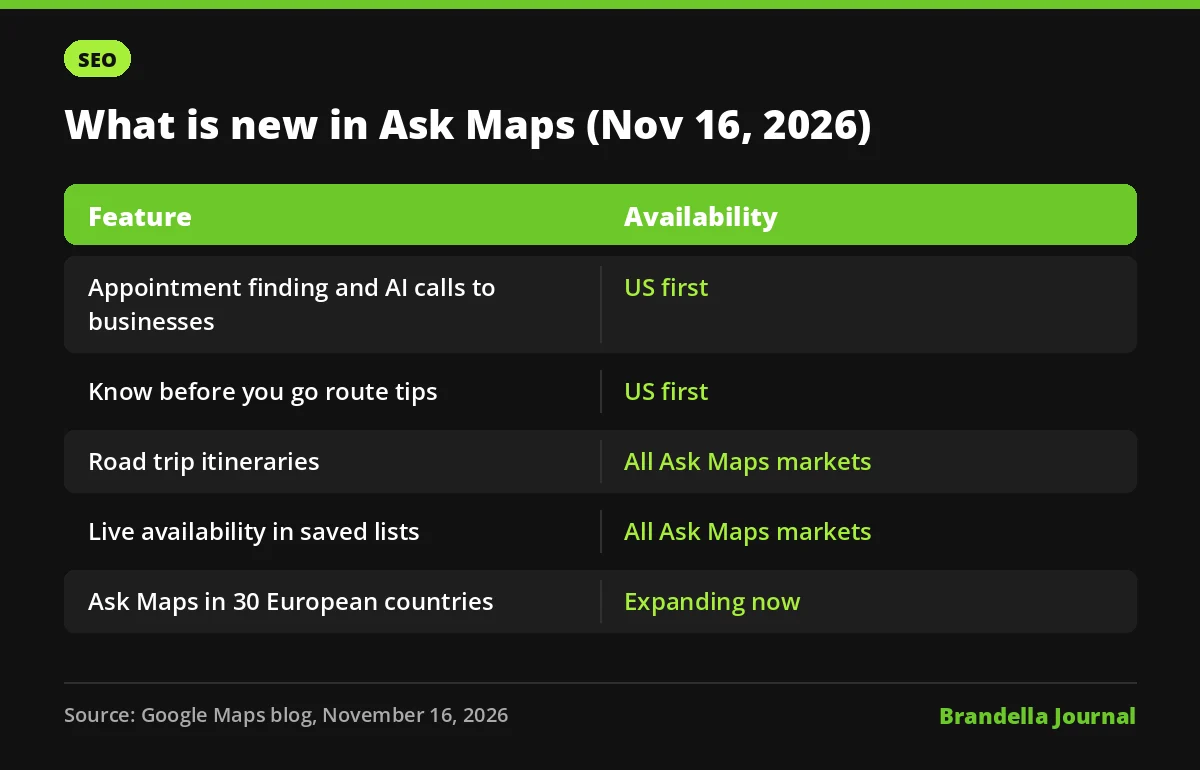 SEO
What is new in Ask Maps (Nov 16, 2026)
Feature
Availability
Appointment finding and AI calls to
businesses
US first
Know before you go route tips
US first
Road trip itineraries
All Ask Maps markets
Live availability in saved lists
All Ask Maps markets
Ask Maps in 30 European countries
Expanding now
Source: Google Maps blog, November 16, 2026
Brandella Journal